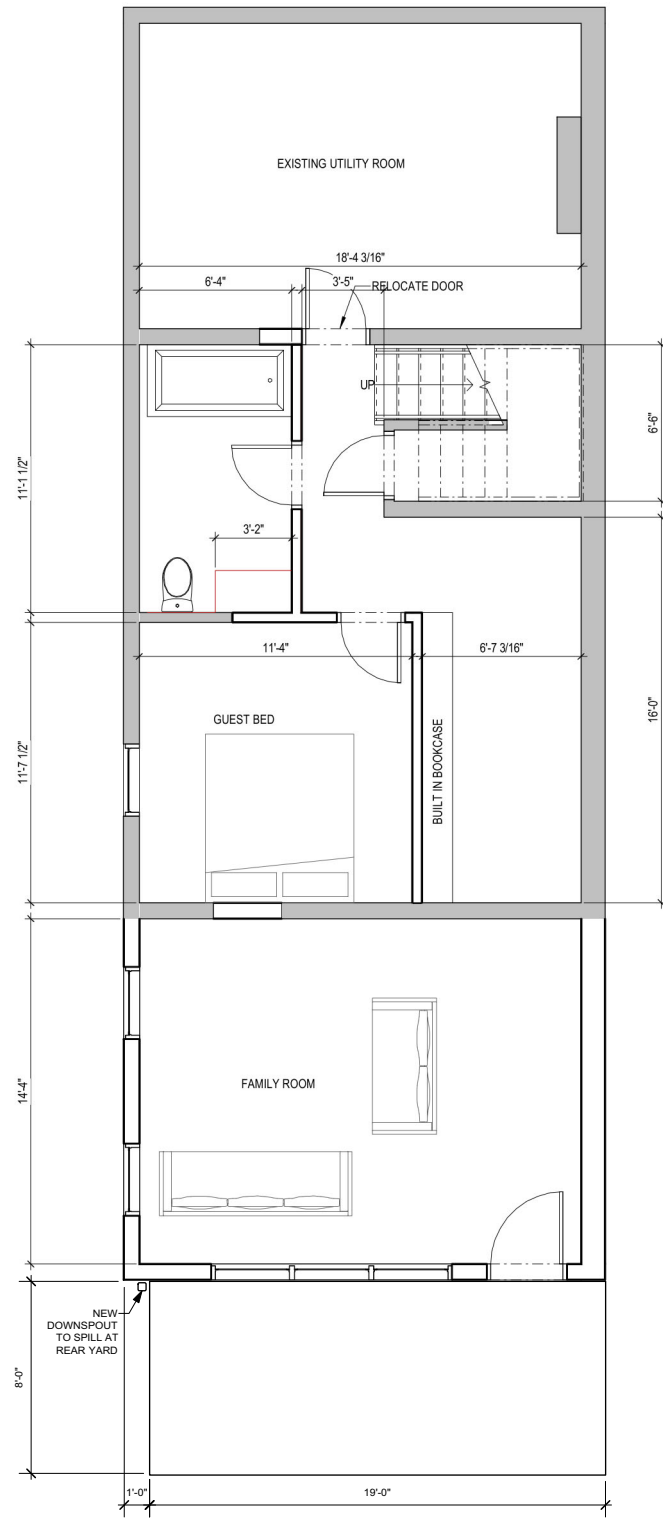 EXISTING UTILITY ROOM
18'-4 3/16"
6'-4"
3'-5"
RELOCATE DOOR
UP
6'-6"
11'-1 1/2"
3'-2"
11'-4"
6'-7 3/16"
GUEST BED
BUILT IN BOOKCASE
16'-0"
11'-7 1/2"
FAMILY ROOM
14'-4"
NEW
DOWNSPOUT
TO SPILL AT
REAR YARD
8'-0"
1'-0"
19'-0"